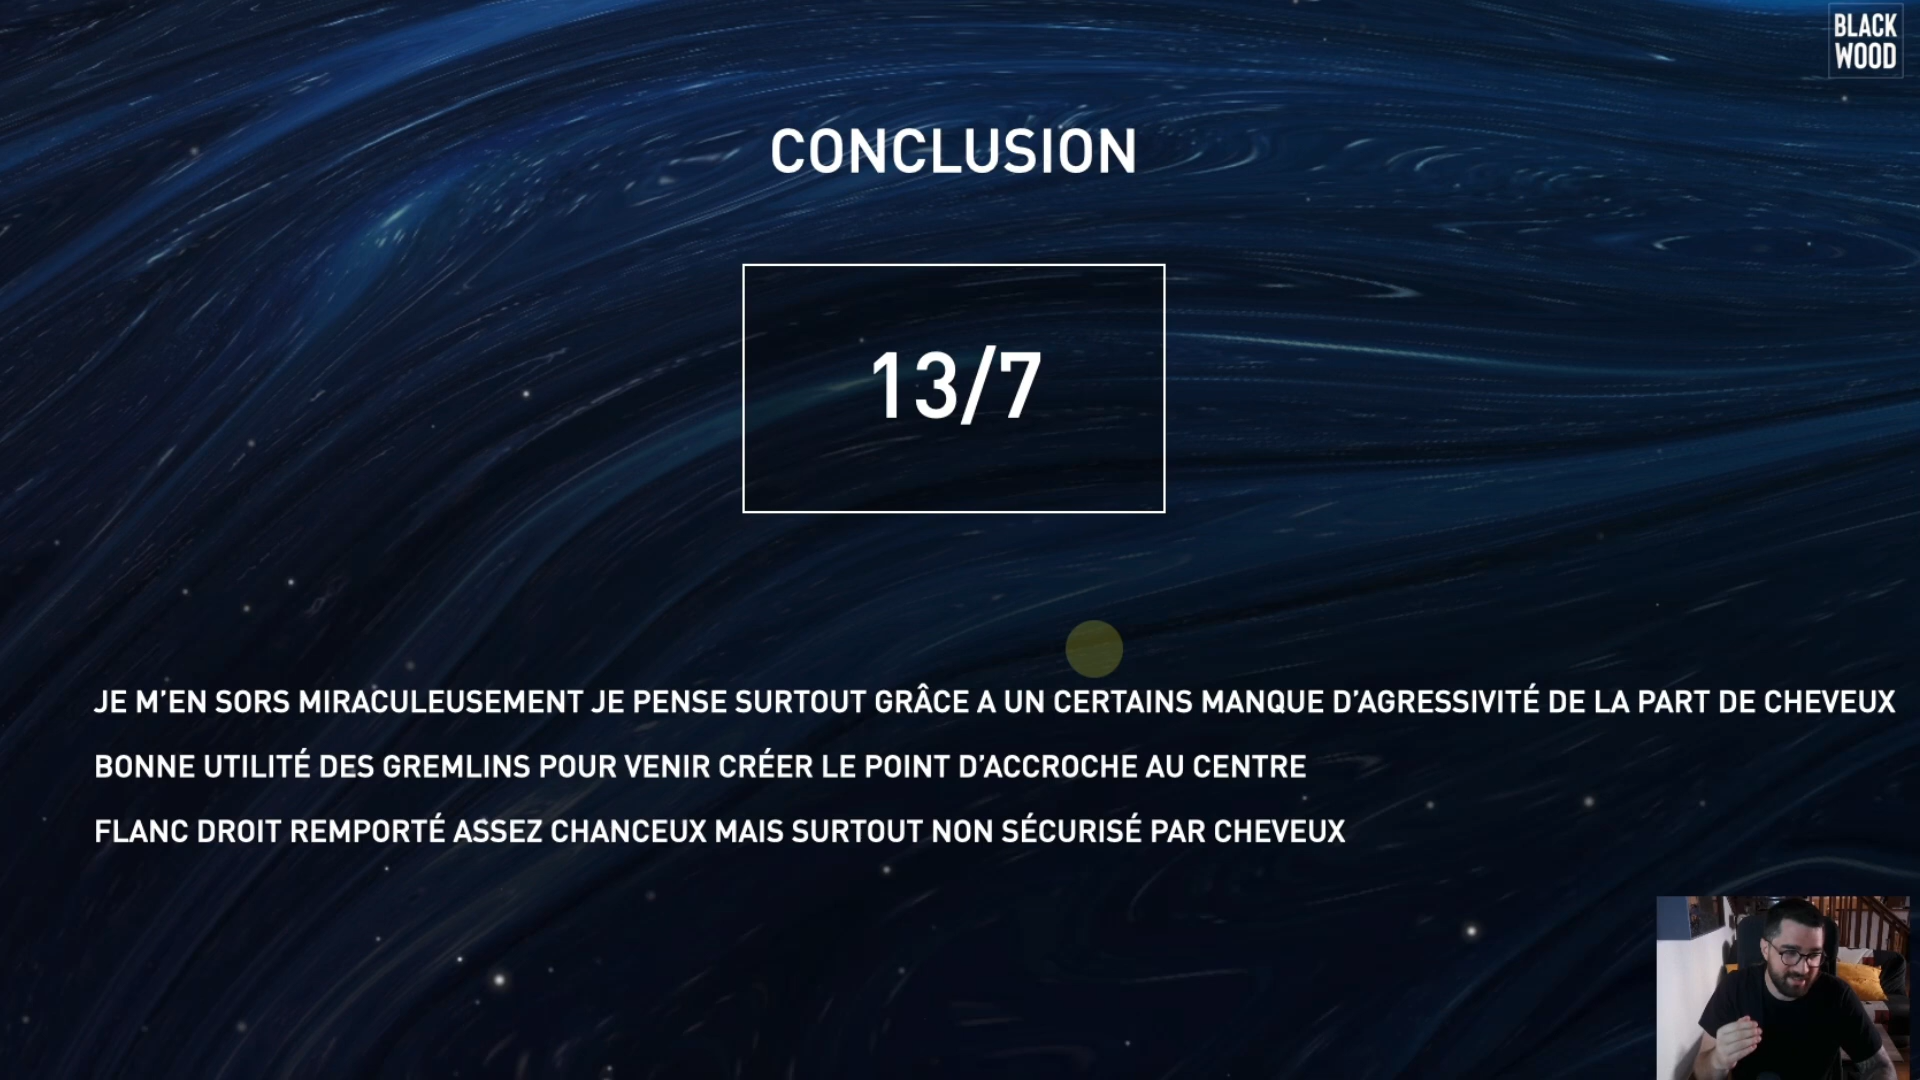 BLACK
WOOD
CONCLUSION
13/7
JE M'EN SORS MIRACULEUSEMENT JE PENSE SURTOUT GRÂCE A UN CERTAINS MANQUE D'AGRESSIVITÉ DE LA PART DE CHEVEUX
BONNE UTILITÉ DES GREMLINS POUR VENIR CRÉER LE POINT D'ACCROCHE AU CENTRE
FLANC DROIT REMPORTÉ ASSEZ CHANCEUX MAIS SURTOUT NON SÉCURISÉ PAR CHEVEUX